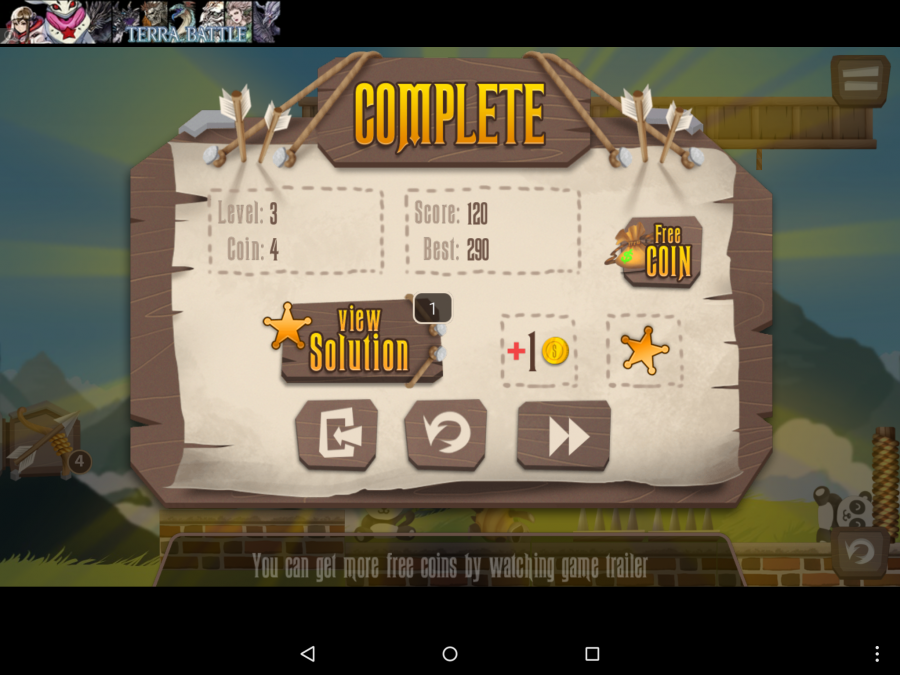 TERRA BATTLE
COMPLETE
Level: 3
Coin: 4
Score: 120
Best: 290
Free
COIN
view
Solution
1
+1
4
You can get more free coins by watching game trailer